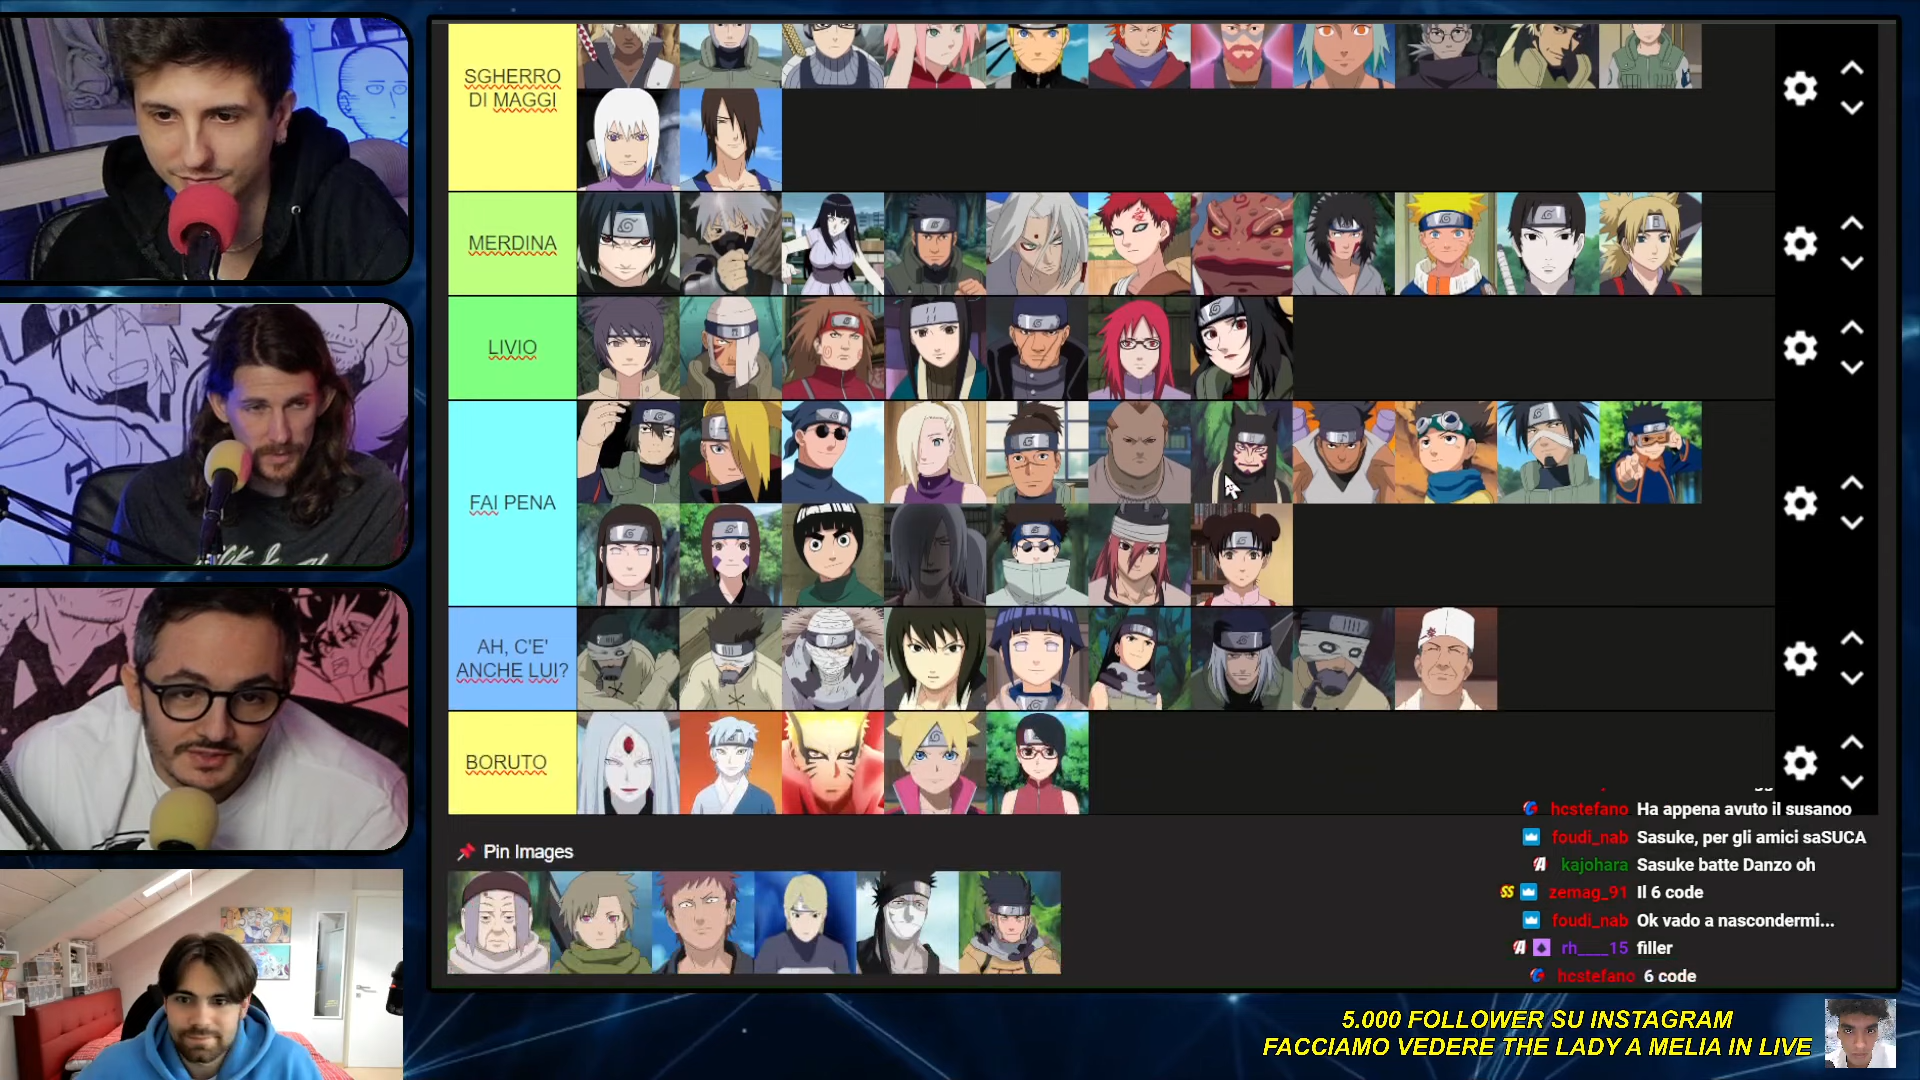 SGHERRO
DI MAGGI
MERDINA
LIVIO
FAI PENA
AH, C'E'
ANCHE LUI?
BORUTO
Pin Images
hcstefano Ha appena avuto il susanoo
foudi_nab Sasuke, per gli amici saSUCA
kajohara Sasuke batte Danzo oh
zemag_91 Il 6 code
foudi_nab Ok vado a nascondermi...
rh____15 filler
hcstefano 6 code
5.000 FOLLOWER SU INSTAGRAM
FACCIAMO VEDERE THE LADY A MELIA IN LIVE